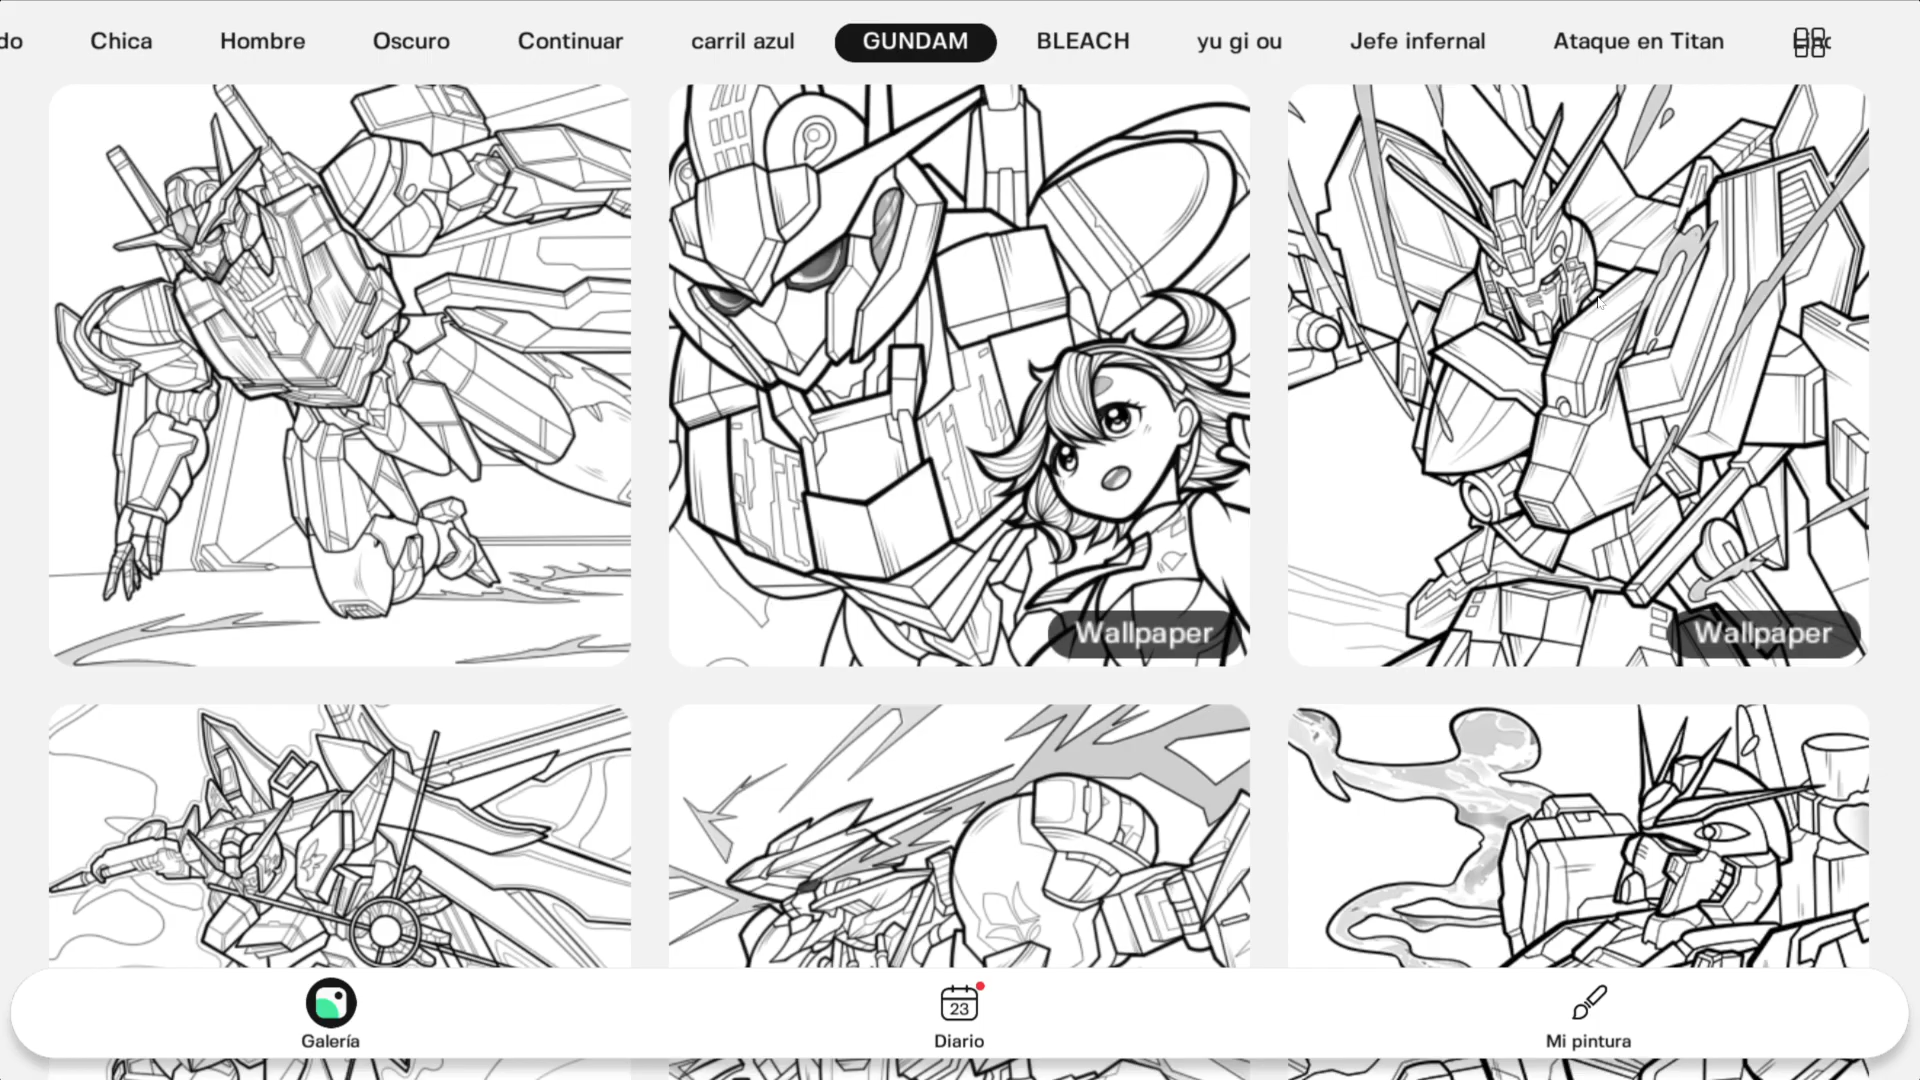 do Chica Hombre Oscuro Continuar carril azul GUNDAM BLEACH yu gi ou Jefe infernal Ataque en Titan
Wallpaper Wallpaper
23
Galería Diario Mi pintura